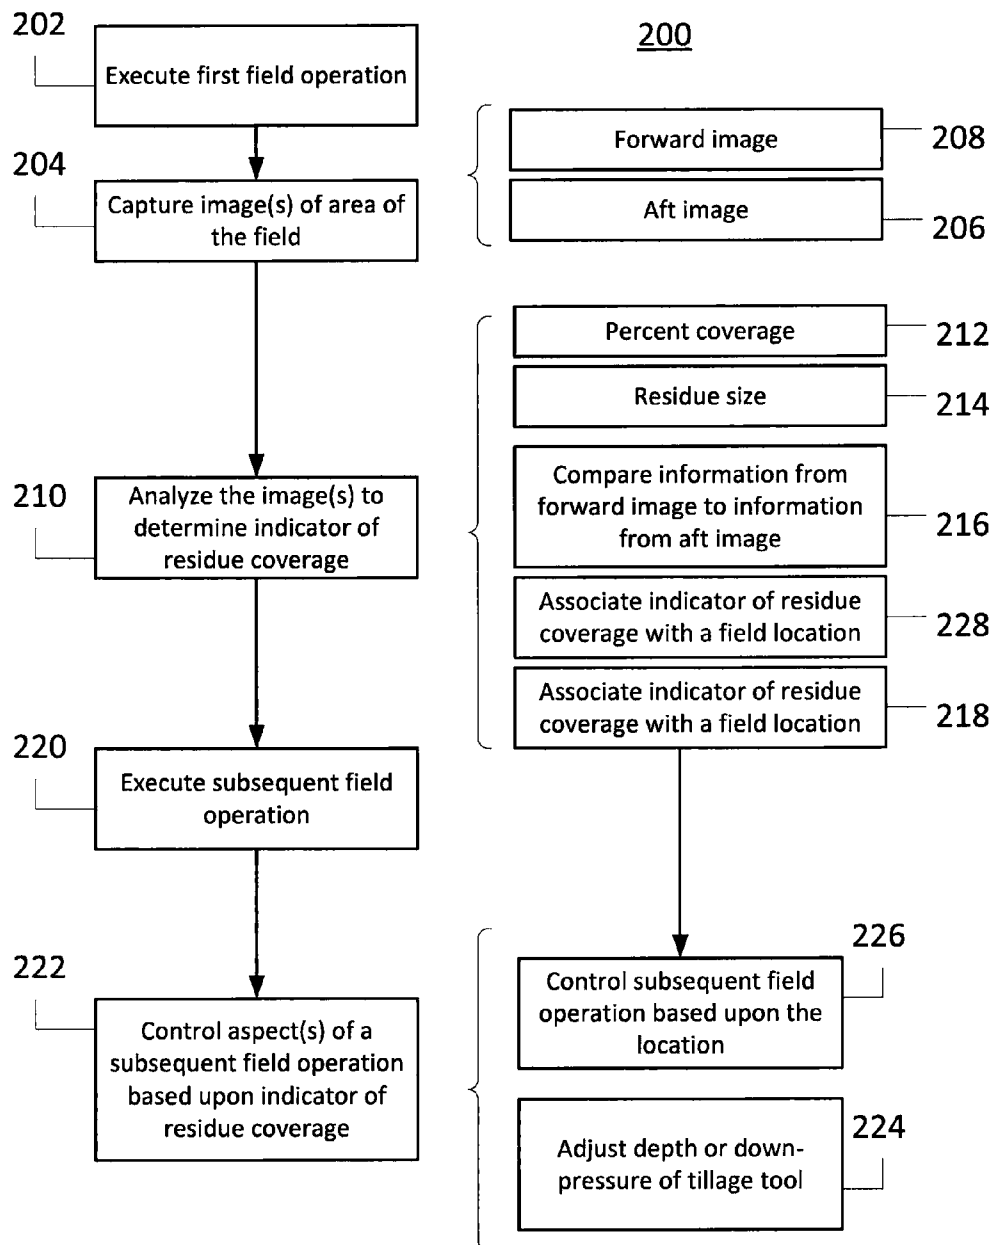 202
200
Execute first field operation
204
Forward image
208
Capture image(s) of area of
the field
Aft image
206
Percent coverage
212
Residue size
214
210
Analyze the image(s) to
determine indicator of
residue coverage
Compare information from
forward image to information
from aft image
216
Associate indicator of residue
coverage with a field location
228
Associate indicator of residue
coverage with a field location
218
220
Execute subsequent field
operation
222
Control aspect(s) of a
subsequent field operation
based upon indicator of
residue coverage
226
Control subsequent field
operation based upon the
location
224
Adjust depth or down-
pressure of tillage tool